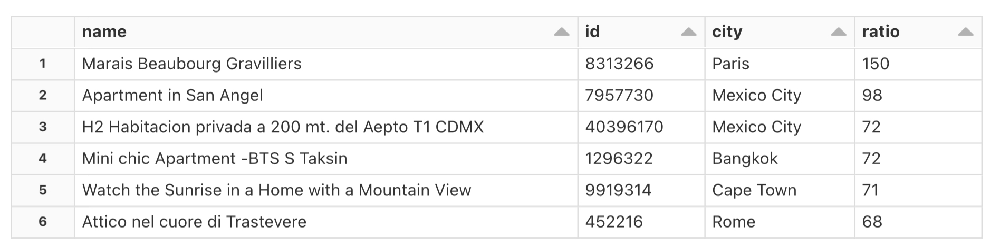 name id city ratio
1 Marais Beaubourg Gravilliers 8313266 Paris 150
2 Apartment in San Angel 7957730 Mexico City 98
3 H2 Habitacion privada a 200 mt. del Aepto T1 CDMX 40396170 Mexico City 72
4 Mini chic Apartment -BTS S Taksin 1296322 Bangkok 72
5 Watch the Sunrise in a Home with a Mountain View 9919314 Cape Town 71
6 Attico nel cuore di Trastevere 452216 Rome 68